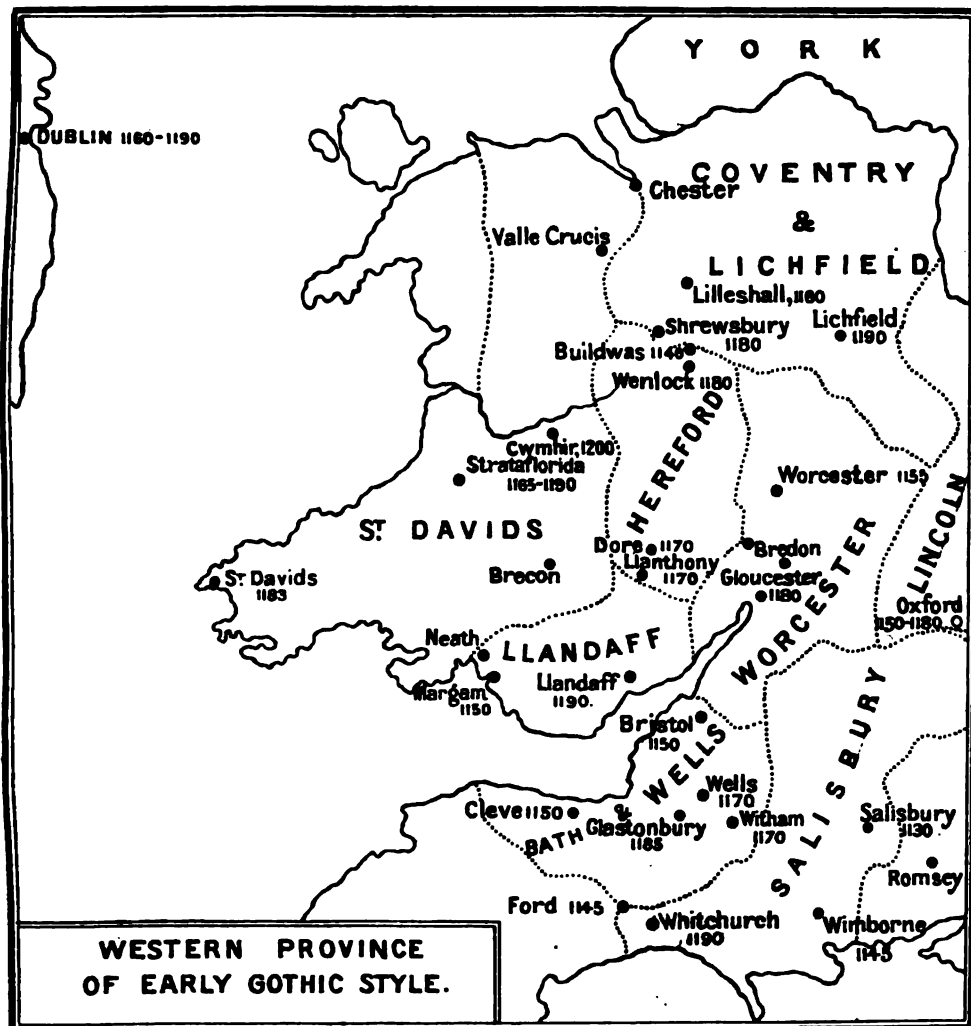 YORK
DUBLIN 1160-1190
COVENTRY
&
LICHFIELD
Chester
Valle Crucis
Lilleshall, 1160
Shrewsbury
1180
Lichfield
1190
Buildwas 1145
Wenlock 1180
HEREFORD
Cwmhir, 1200
Strataflorida
1165-1190
Worcester 1155
ST. DAVIDS
LINCOLN
Dore 1170
Llanthony
1170
Bredon
Brecon
Gloucester
1180
WORCESTER
St. Davids
1183
Oxford
1150-1180
Neath
LLANDAFF
Margam
1150
Llandaff
1190.
SALISBURY
Bristol
1150
BATH & WELLS
Wells
1170
Cleve 1150
Glastonbury
1185
Witham
1170
Salisbury
1130
Romsey
Ford 1145
Whitchurch
1190
Wimborne
1145
WESTERN PROVINCE
OF EARLY GOTHIC STYLE.